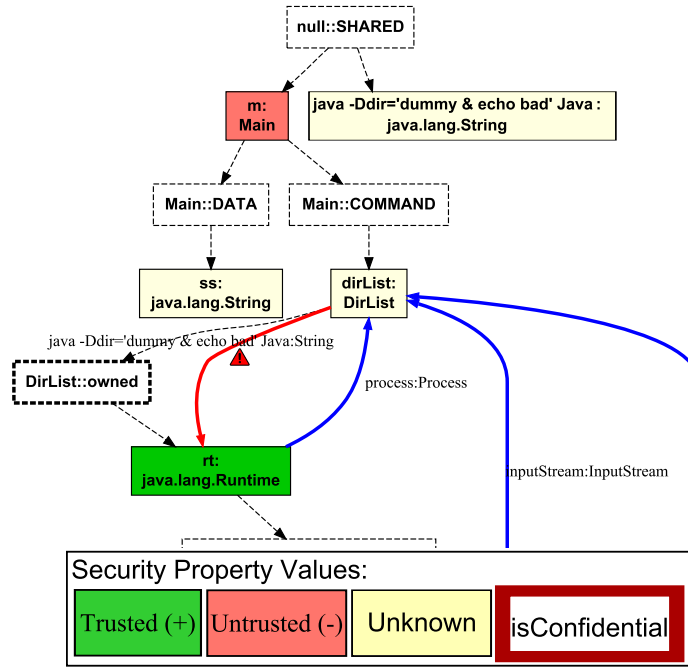 null::SHARED
m:
Main
java -Ddir='dummy & echo bad' Java :
java.lang.String
Main::DATA
Main::COMMAND
ss:
java.lang.String
dirList:
DirList
java -Ddir='dummy & echo bad' Java:String
DirList::owned
process:Process
rt:
java.lang.Runtime
inputStream:InputStream
Security Property Values:
Trusted (+)
Untrusted (-)
Unknown
isConfidential